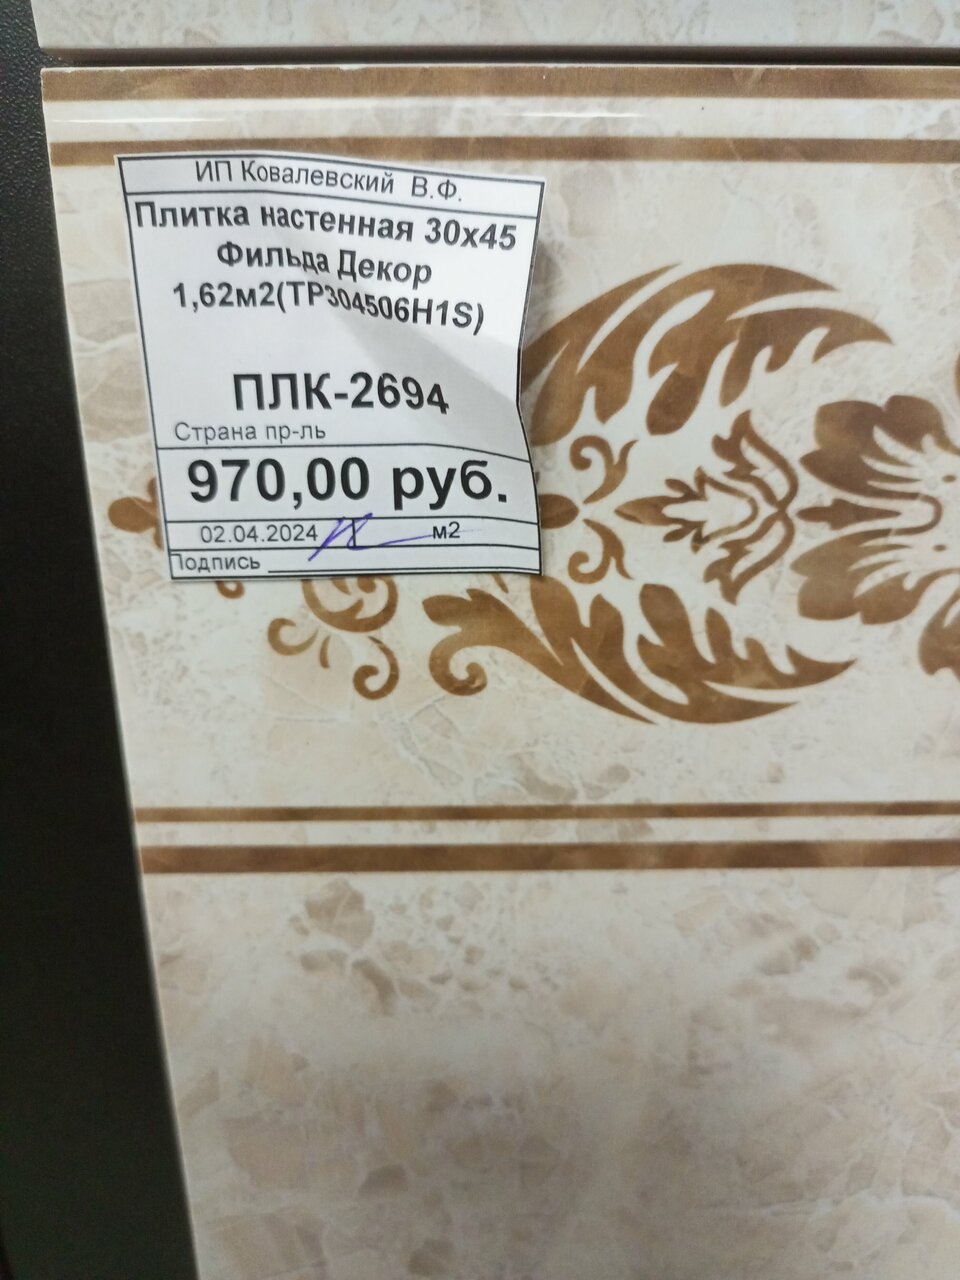 ИП Ковалевский В.Ф.
Плитка настенная 30х45
Фильда Декор
1,62м2(TP304506H1S)
ПЛК-2694
Страна пр-ль
970,00 руб.
02.04.2024 м2
Подпись